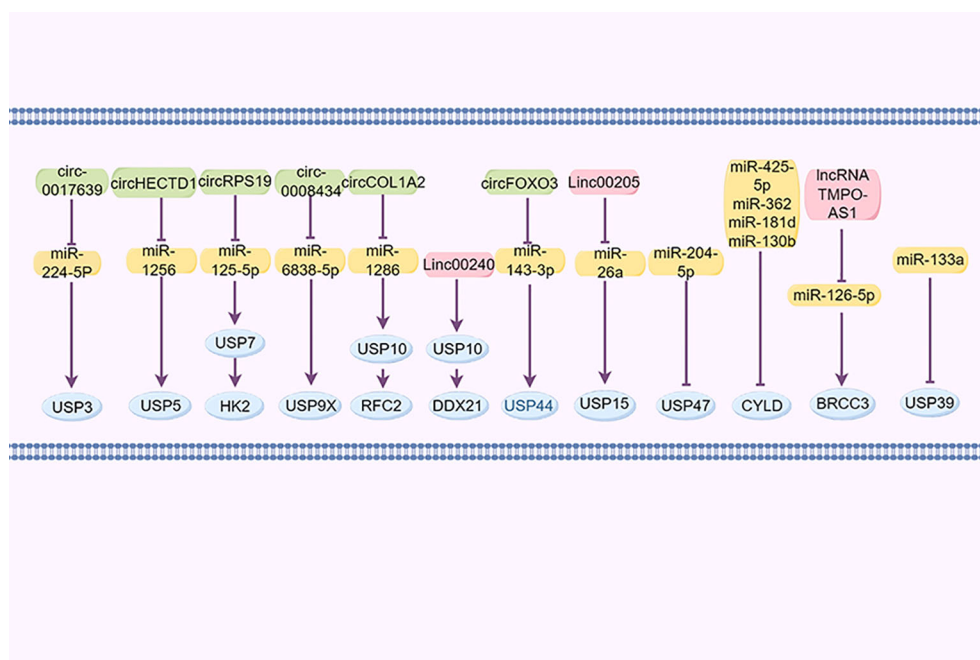 circ-
0017639
circHECTD1
circRPS19
circ-
0008434
circCOL1A2
circFOXO3
Linc00205
miR-425-
5p
miR-362
miR-181d
miR-130b
lncRNA
TMPO-
AS1
miR-
224-5P
miR-
1256
miR-
125-5p
miR-
6838-5p
miR-
1286
Linc00240
miR-
143-3p
miR-
26a
miR-204-
5p
miR-126-5p
miR-133a
USP7
USP10
USP10
USP3
USP5
HK2
USP9X
RFC2
DDX21
USP44
USP15
USP47
CYLD
BRCC3
USP39